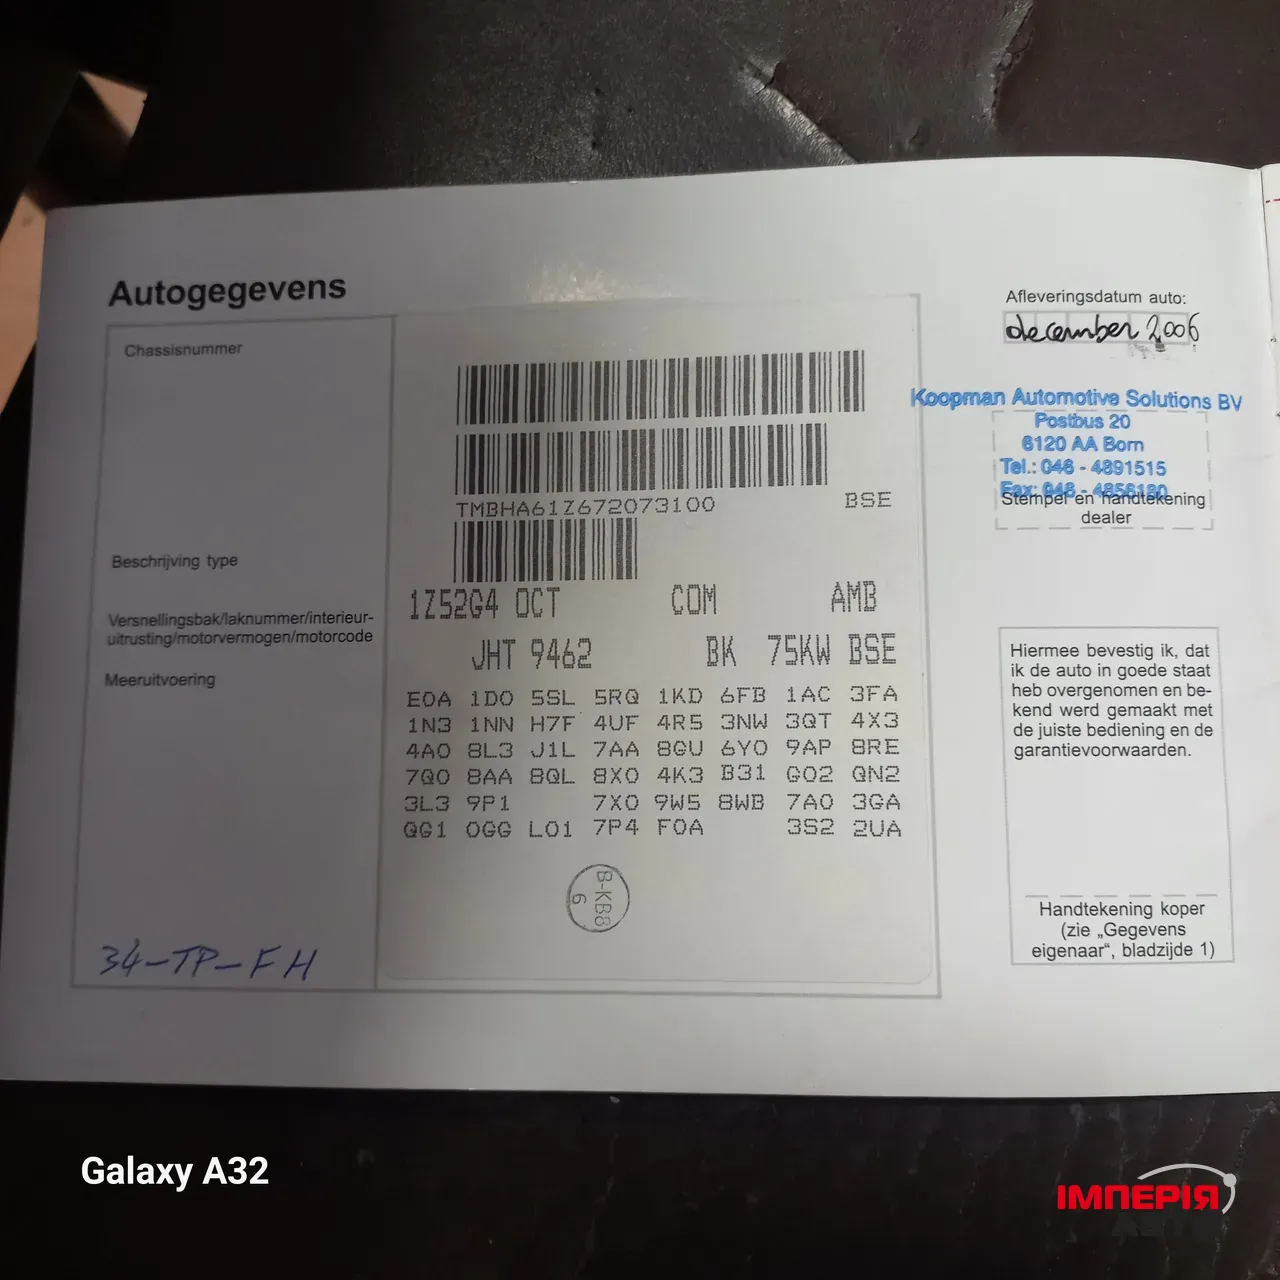 Autogegevens
Chassisnummer
TMBHA61Z672073100 BSE
Beschrijving type
1Z52G4 OCT COM AMB
Versnellingsbak/laknummer/interieur-
uitrusting/motorvermogen/motorcode
JHT 9462 BK 75KW BSE
Meeruitvoering
E0A 1D0 5SL 5RQ 1KD 6FB 1AC 3FA
1N3 1NN H7F 4UF 4R5 3NW 3QT 4X3
4A0 8L3 J1L 7AA 8GU 6Y0 9AP 8RE
7Q0 8AA 8QL 8X0 4K3 B31 G02 QN2
3L3 9P1 7X0 9W5 8WB 7A0 3GA
QG1 0GG L01 7P4 F0A 3S2 2UA
B-KB8
6
34-TP-FH
Afleveringsdatum auto:
december 2006
Koopman Automotive Solutions BV
Postbus 20
6120 AA Born
Tel.: 046 - 4891515
Fax: 046 - 4858180
Stempel en handtekening
dealer
Hiermee bevestig ik, dat
ik de auto in goede staat
heb overgenomen en be-
kend werd gemaakt met
de juiste bediening en de
garantievoorwaarden.
Handtekening koper
(zie „Gegevens
eigenaar", bladzijde 1)
Galaxy A32
ІМПЕРІЯ
АВТО